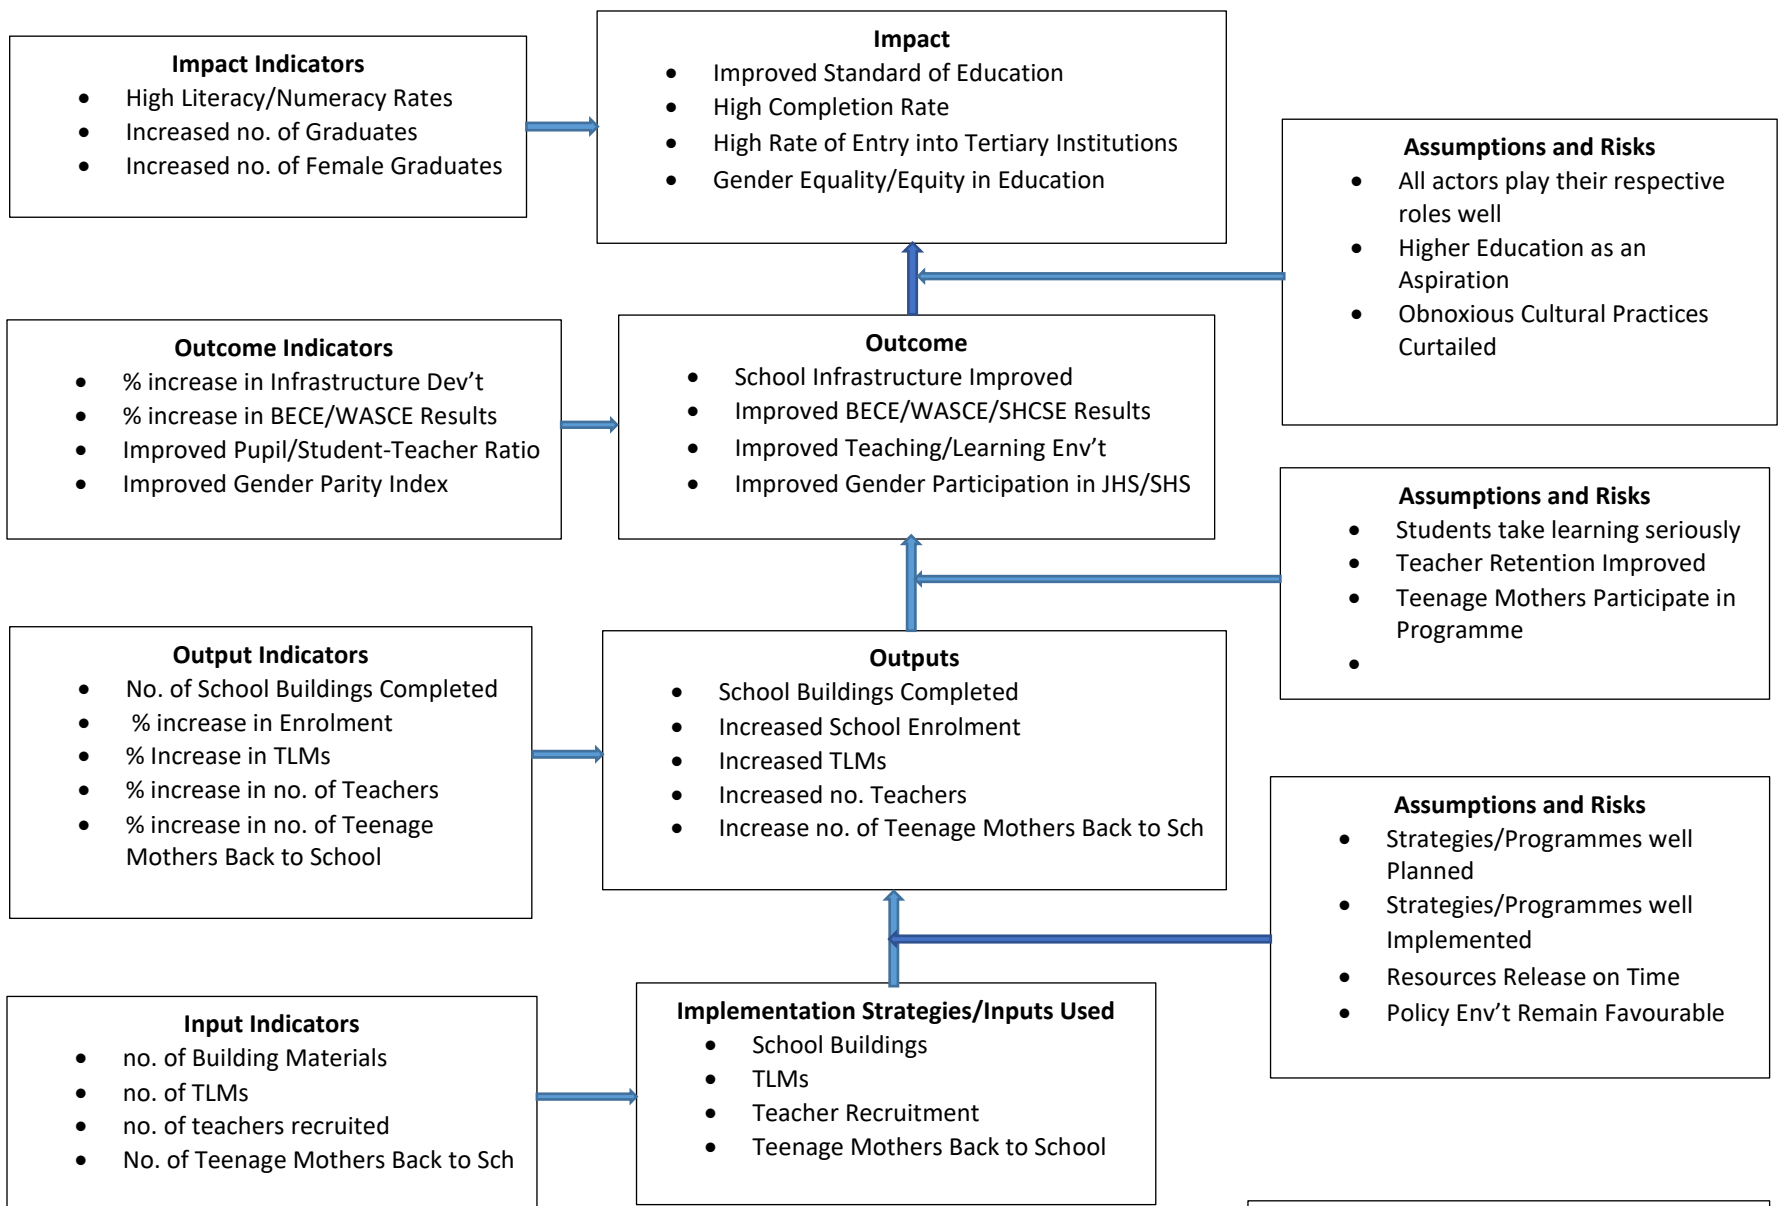 Impact
• Improved Standard of Education
• High Completion Rate
• High Rate of Entry into Tertiary Institutions
• Gender Equality/Equity in Education
Impact Indicators
• High Literacy/Numeracy Rates
• Increased no. of Graduates
• Increased no. of Female Graduates
Assumptions and Risks
• All actors play their respective
roles well
• Higher Education as an
Aspiration
• Obnoxious Cultural Practices
Curtailed
Outcome Indicators
• % increase in Infrastructure Dev’t
• % increase in BECE/WASCE Results
• Improved Pupil/Student-Teacher Ratio
• Improved Gender Parity Index
Outcome
• School Infrastructure Improved
• Improved BECE/WASCE/SHCSE Results
• Improved Teaching/Learning Env’t
• Improved Gender Participation in JHS/SHS
Assumptions and Risks
• Students take learning seriously
• Teacher Retention Improved
• Teenage Mothers Participate in
Programme
•
Output Indicators
• No. of School Buildings Completed
• % increase in Enrolment
• % Increase in TLMs
• % increase in no. of Teachers
• % increase in no. of Teenage
Mothers Back to School
Outputs
• School Buildings Completed
• Increased School Enrolment
• Increased TLMs
• Increased no. Teachers
• Increase no. of Teenage Mothers Back to Sch
Assumptions and Risks
• Strategies/Programmes well
Planned
• Strategies/Programmes well
Implemented
• Resources Release on Time
• Policy Env’t Remain Favourable
Input Indicators
• no. of Building Materials
• no. of TLMs
• no. of teachers recruited
• No. of Teenage Mothers Back to Sch
Implementation Strategies/Inputs Used
• School Buildings
• TLMs
• Teacher Recruitment
• Teenage Mothers Back to School